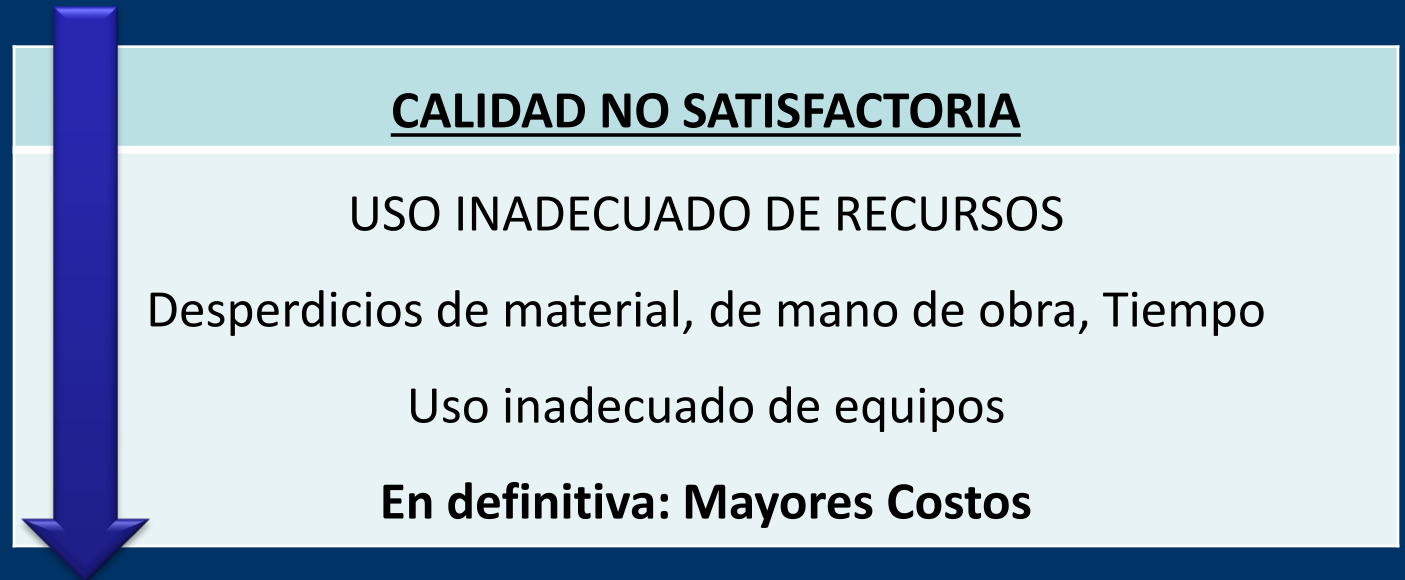 CALIDAD NO SATISFACTORIA
USO INADECUADO DE RECURSOS
Desperdicios de material, de mano de obra, Tiempo
Uso inadecuado de equipos
En definitiva: Mayores Costos